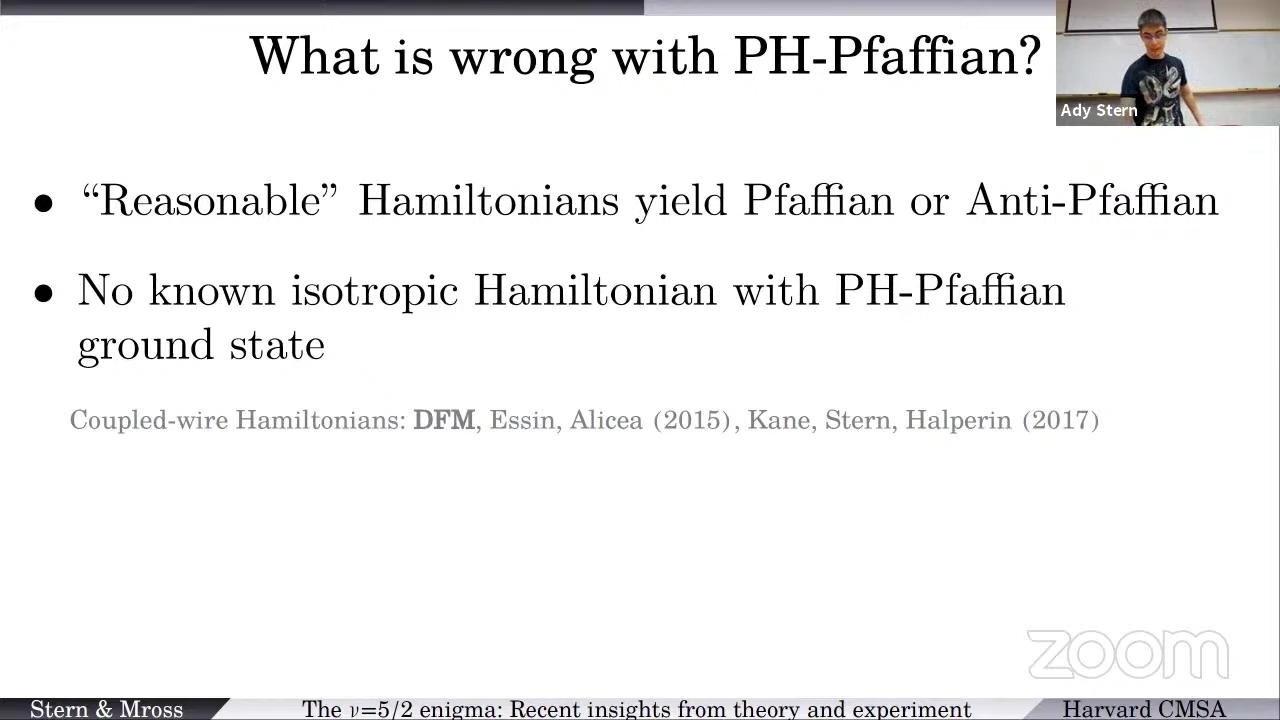 What is wrong with PH-Pfaffian?
Ady Stern
• “Reasonable” Hamiltonians yield Pfaffian or Anti-Pfaffian
• No known isotropic Hamiltonian with PH-Pfaffian
ground state
Coupled-wire Hamiltonians: DFM, Essin, Alicea (2015), Kane, Stern, Halperin (2017)
zoom
Stern & Mross
The ν=5/2 enigma: Recent insights from theory and experiment
Harvard CMSA